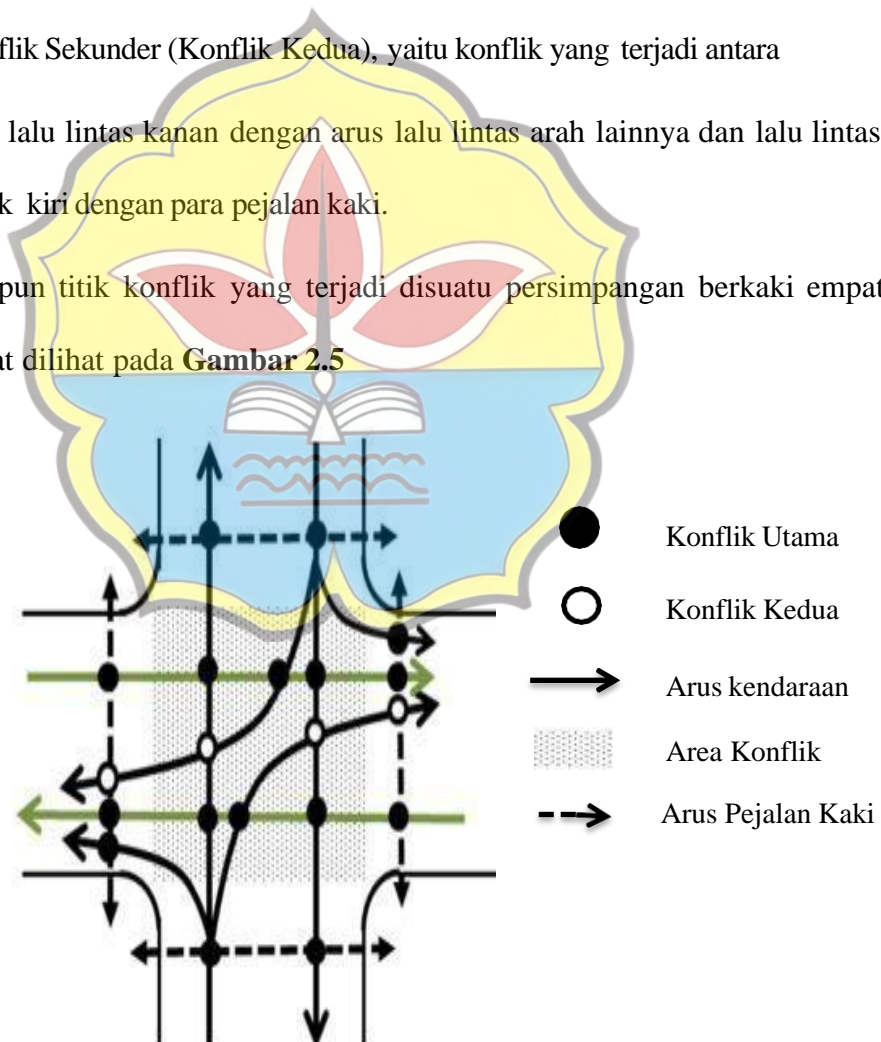 flik Sekunder (Konflik Kedua), yaitu konflik yang terjadi antara
lalu lintas kanan dengan arus lalu lintas arah lainnya dan lalu lintas
k kiri dengan para pejalan kaki.
pun titik konflik yang terjadi disuatu persimpangan berkaki empat
at dilihat pada Gambar 2.5
Konflik Utama
Konflik Kedua
Arus kendaraan
Area Konflik
Arus Pejalan Kaki